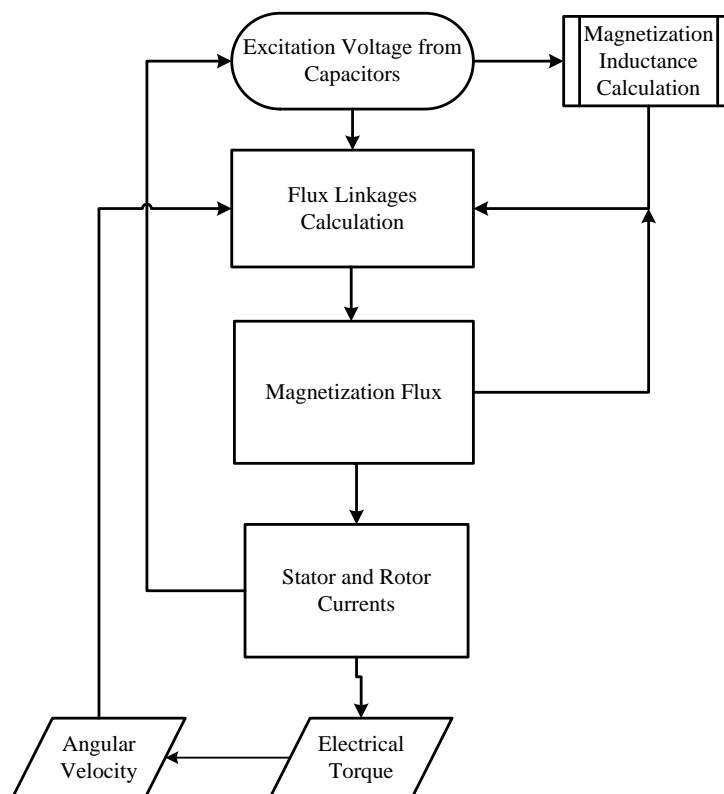 Excitation Voltage from
Capacitors
Magnetization
Inductance
Calculation
Flux Linkages
Calculation
Magnetization Flux
Stator and Rotor
Currents
Angular
Velocity
Electrical
Torque